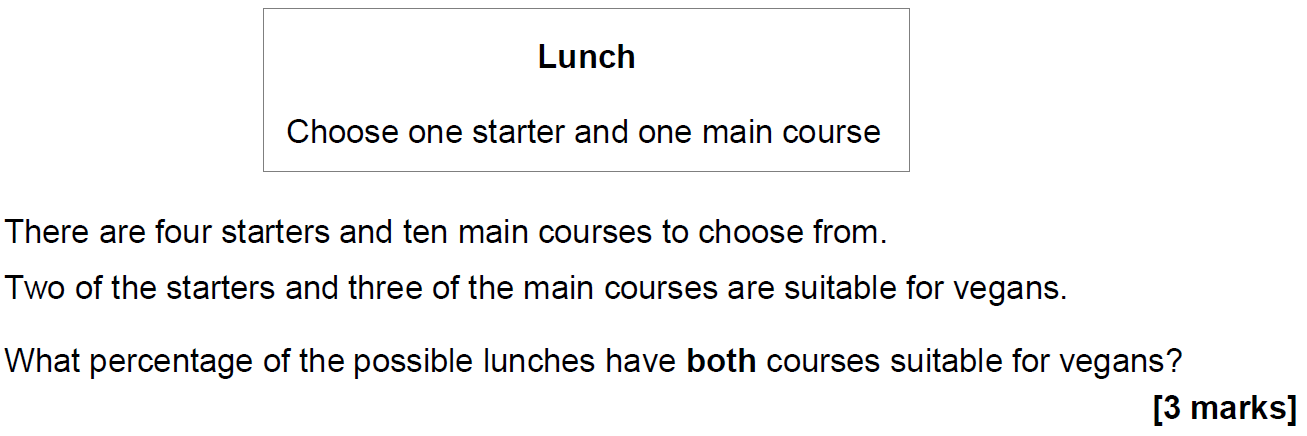 Lunch
Choose one starter and one main course
There are four starters and ten main courses to choose from.
Two of the starters and three of the main courses are suitable for vegans.
What percentage of the possible lunches have both courses suitable for vegans?
[3 marks]